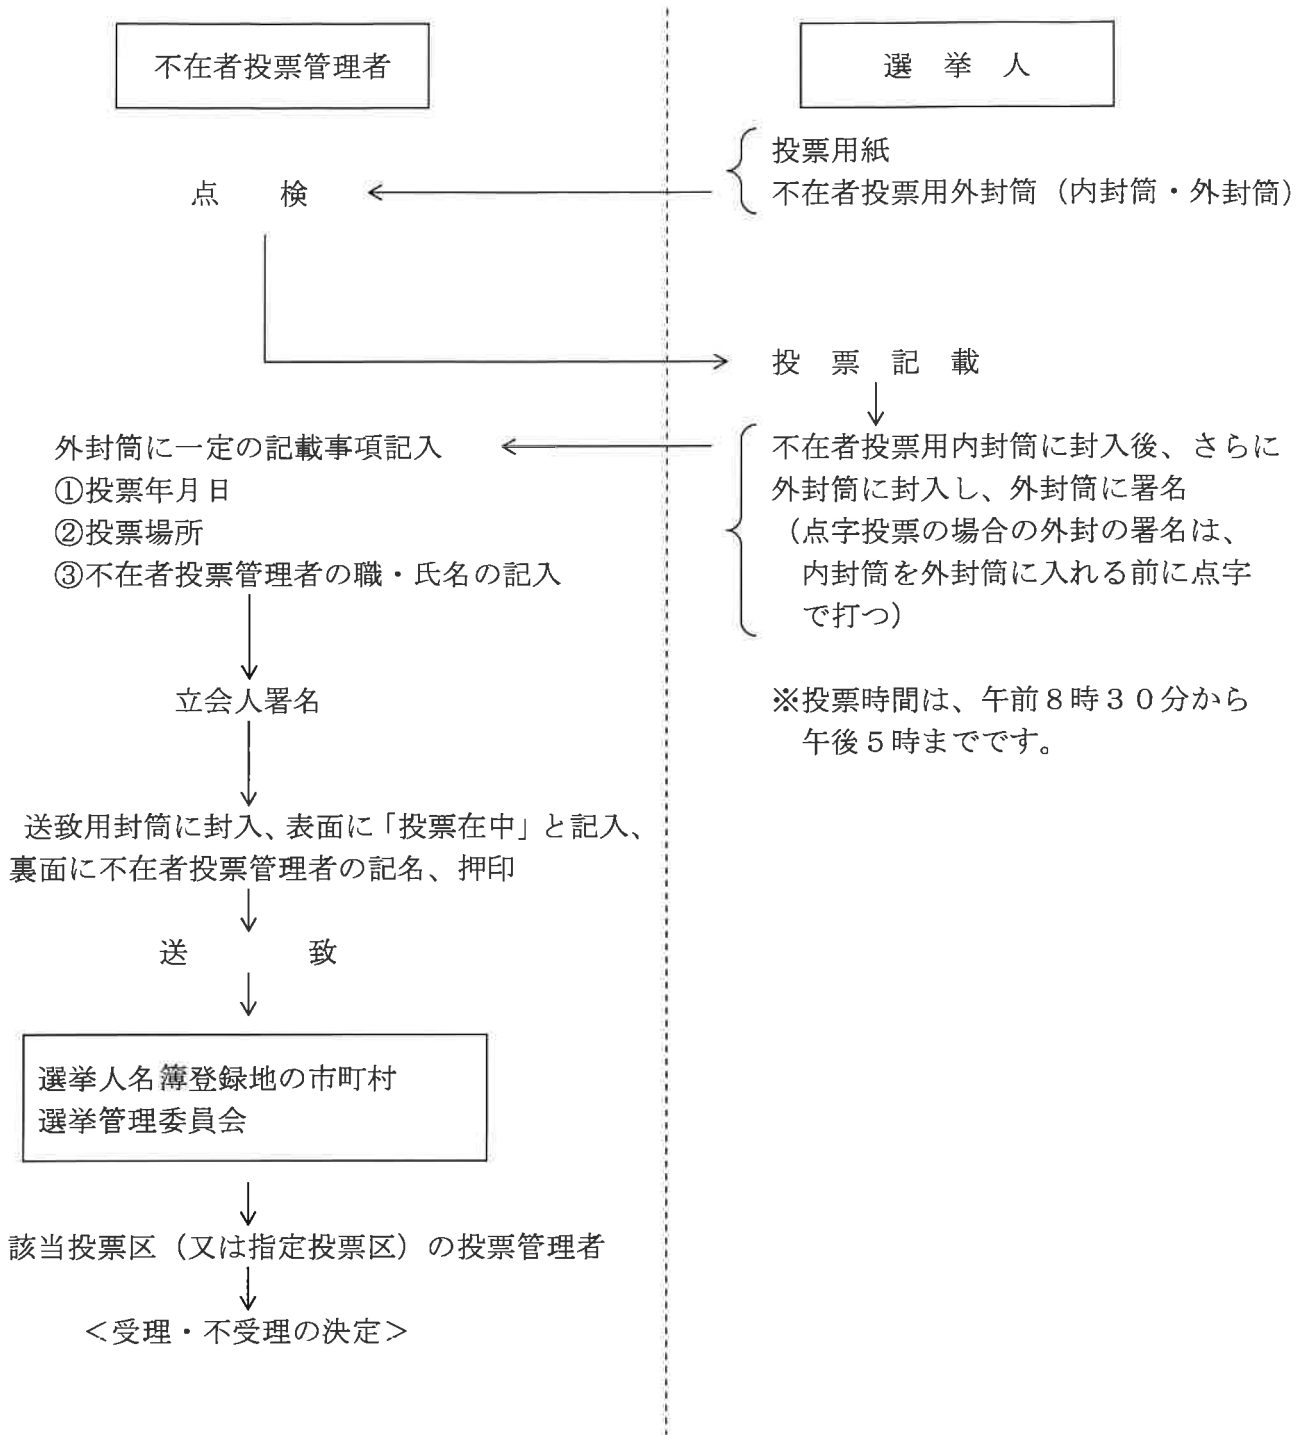 不在者投票管理者
選　挙　人
投票用紙
不在者投票用外封筒（内封筒・外封筒）
点　　検
投　票　記　載
外封筒に一定の記載事項記入
①投票年月日
②投票場所
③不在者投票管理者の職・氏名の記入
不在者投票用内封筒に封入後、さらに
外封筒に封入し、外封筒に署名
（点字投票の場合の外封の署名は、
内封筒を外封筒に入れる前に点字
で打つ）
立会人署名
※投票時間は、午前８時３０分から
午後５時までです。
送致用封筒に封入、表面に「投票在中」と記入、
裏面に不在者投票管理者の記名、押印
送　　　　致
選挙人名簿登録地の市町村
選挙管理委員会
該当投票区（又は指定投票区）の投票管理者
＜受理・不受理の決定＞